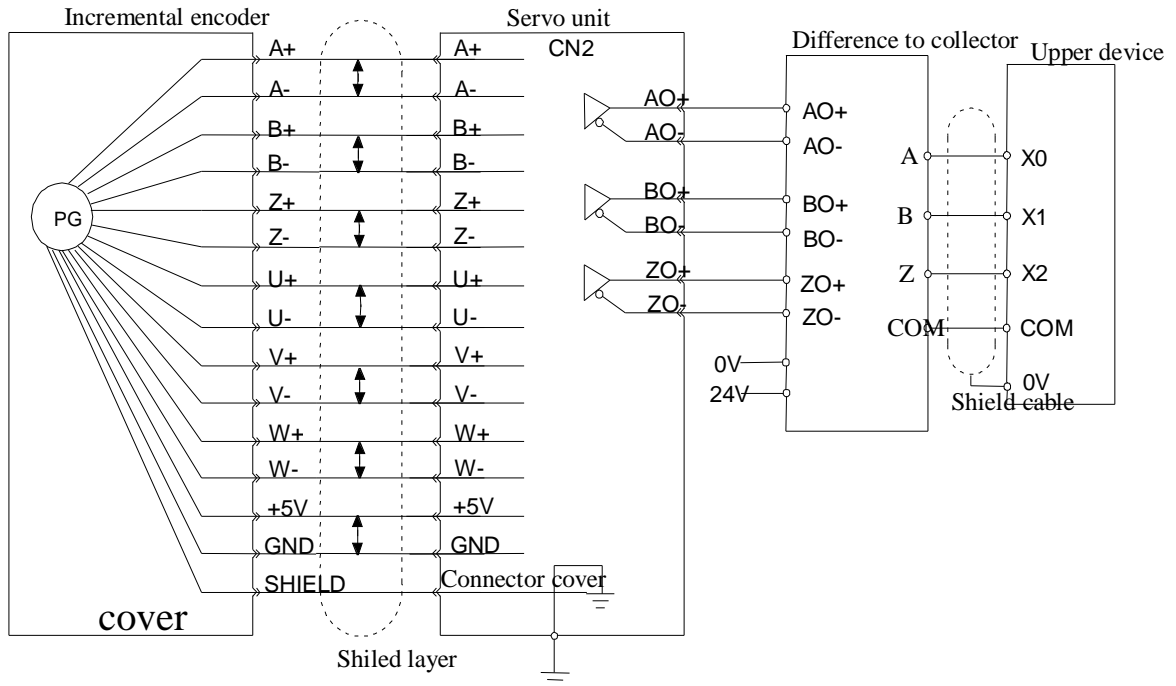 Incremental encoder
Servo unit
Difference to collector
Upper device
CN2
PG
A+
A-
B+
B-
Z+
Z-
U+
U-
V+
V-
W+
W-
+5V
GND
SHIELD
cover
A+
A-
B+
B-
Z+
Z-
U+
U-
V+
V-
W+
W-
+5V
GND
Connector cover
Shiled layer
AO+
AO-
BO+
BO-
ZO+
ZO-
AO+
AO-
BO+
BO-
ZO+
ZO-
0V
24V
A
B
Z
COM
X0
X1
X2
COM
0V
Shield cable